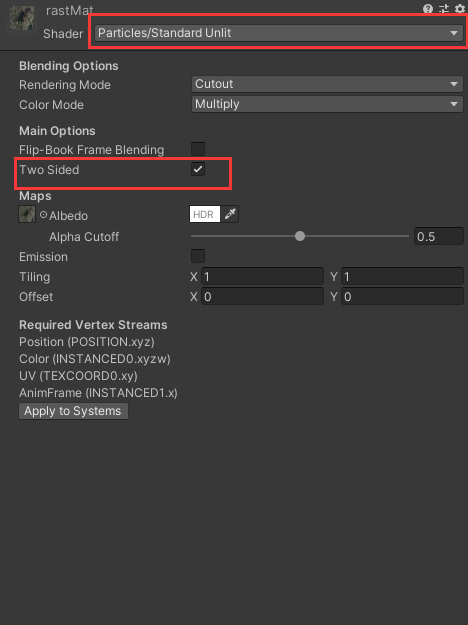 rastMat
Shader Particles/Standard Unlit
Blending Options
Rendering Mode Cutout
Color Mode Multiply
Main Options
Flip-Book Frame Blending
Two Sided
Maps
Albedo HDR
Alpha Cutoff 0.5
Emission
Tiling X 1 Y 1
Offset X 0 Y 0
Required Vertex Streams
Position (POSITION.xyz)
Color (INSTANCED0.xyzw)
UV (TEXCOORD0.xy)
AnimFrame (INSTANCED1.x)
Apply to Systems